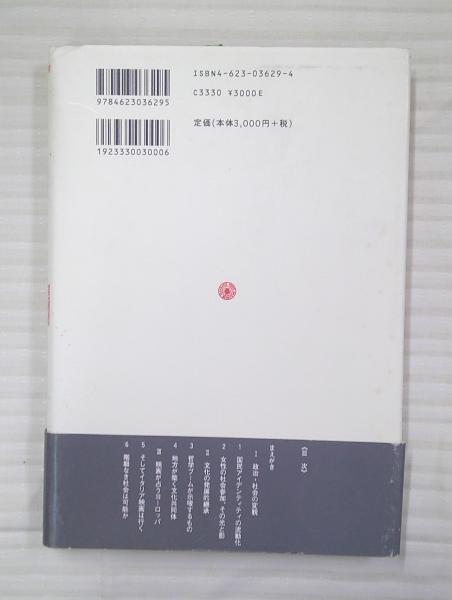 ISBN4-623-03629-4
C3330 ¥3000E
9784623036295
定価(本体3,000円+税)
1923330030006
《目 次》
まえがき
Ⅰ 政治・社会の変貌
1 国民アイデンティティの流動化
2 女性の社会参加、その光と影
Ⅱ 文化の発展的継承
3 哲学ブームが示唆するもの
4 地方が築く文化共同体
Ⅲ 映画が占うヨーロッパ
5 そしてイタリア映画は行く
6 階層なき社会は可能か